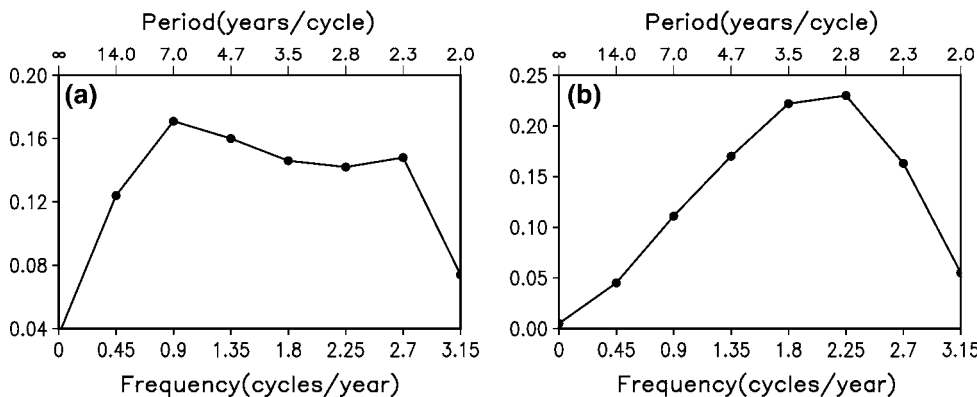 Period(years/cycle)
∞ 14.0 7.0 4.7 3.5 2.8 2.3 2.0
(a)
0.20
0.16
0.12
0.08
0.04
0 0.45 0.9 1.35 1.8 2.25 2.7 3.15
Frequency(cycles/year)
Period(years/cycle)
∞ 14.0 7.0 4.7 3.5 2.8 2.3 2.0
(b)
0.25
0.20
0.15
0.10
0.05
0.00
0 0.45 0.9 1.35 1.8 2.25 2.7 3.15
Frequency(cycles/year)